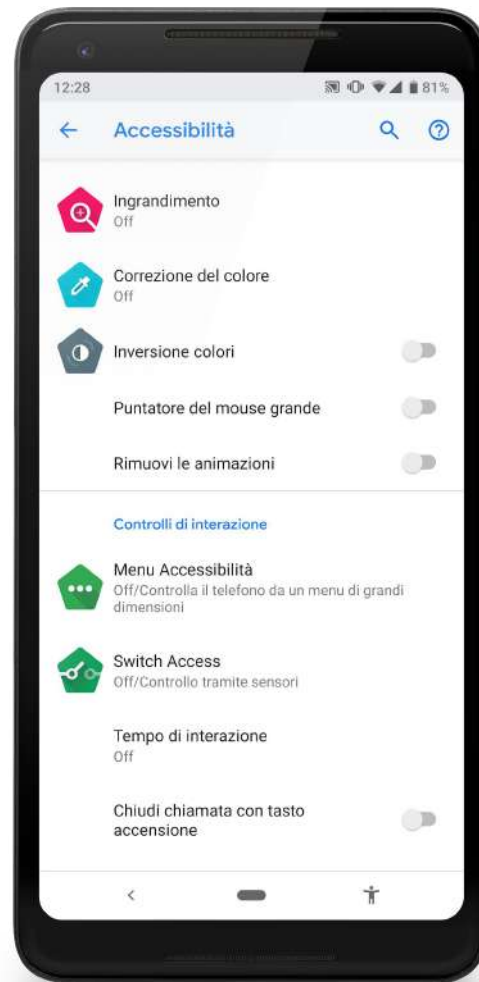 12:28
81%
Accessibilità
Ingrandimento
Off
Correzione del colore
Off
Inversione colori
Puntatore del mouse grande
Rimuovi le animazioni
Controlli di interazione
Menu Accessibilità
Off/Controlla il telefono da un menu di grandi
dimensioni
Switch Access
Off/Controllo tramite sensori
Tempo di interazione
Off
Chiudi chiamata con tasto
accensione